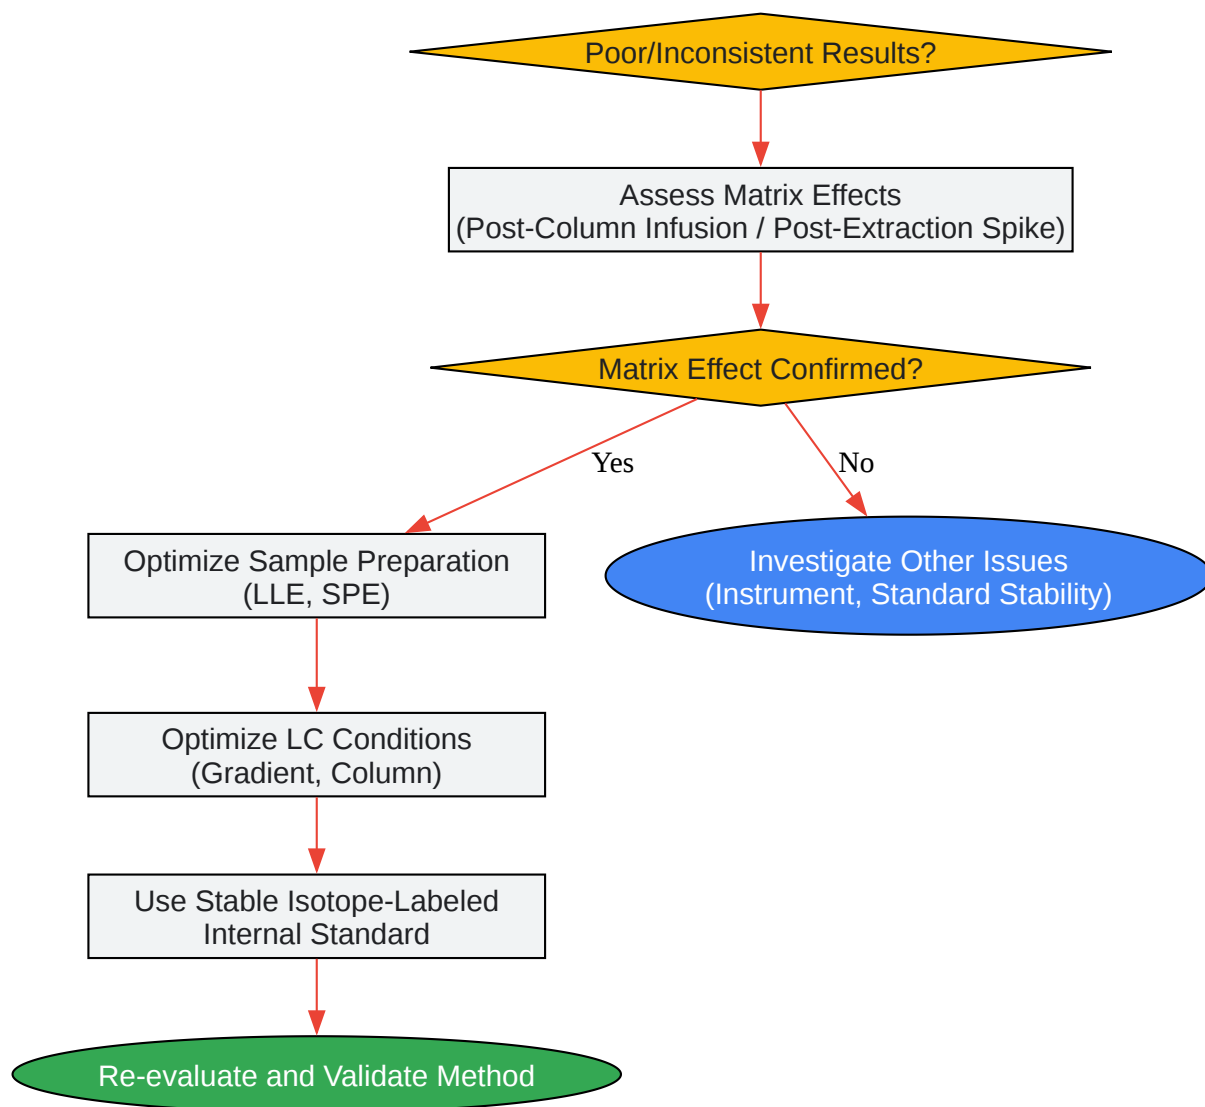 Poor/Inconsistent Results?
Assess Matrix Effects
(Post-Column Infusion / Post-Extraction Spike)
Matrix Effect Confirmed?
Yes
No
Optimize Sample Preparation
(LLE, SPE)
Investigate Other Issues
(Instrument, Standard Stability)
Optimize LC Conditions
(Gradient, Column)
Use Stable Isotope-Labeled
Internal Standard
Re-evaluate and Validate Method